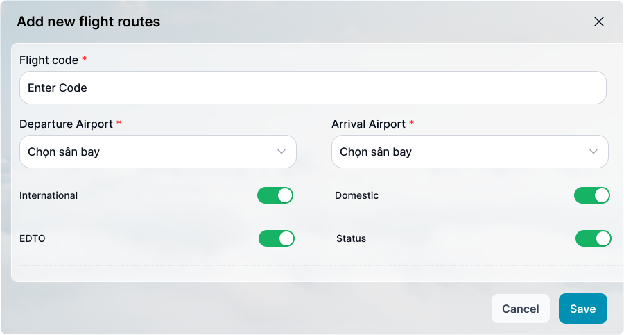 Add new flight routes
Flight code *
Enter Code
Departure Airport * Arrival Airport *
Chọn sân bay Chọn sân bay
International Domestic
EDTO Status
Cancel Save